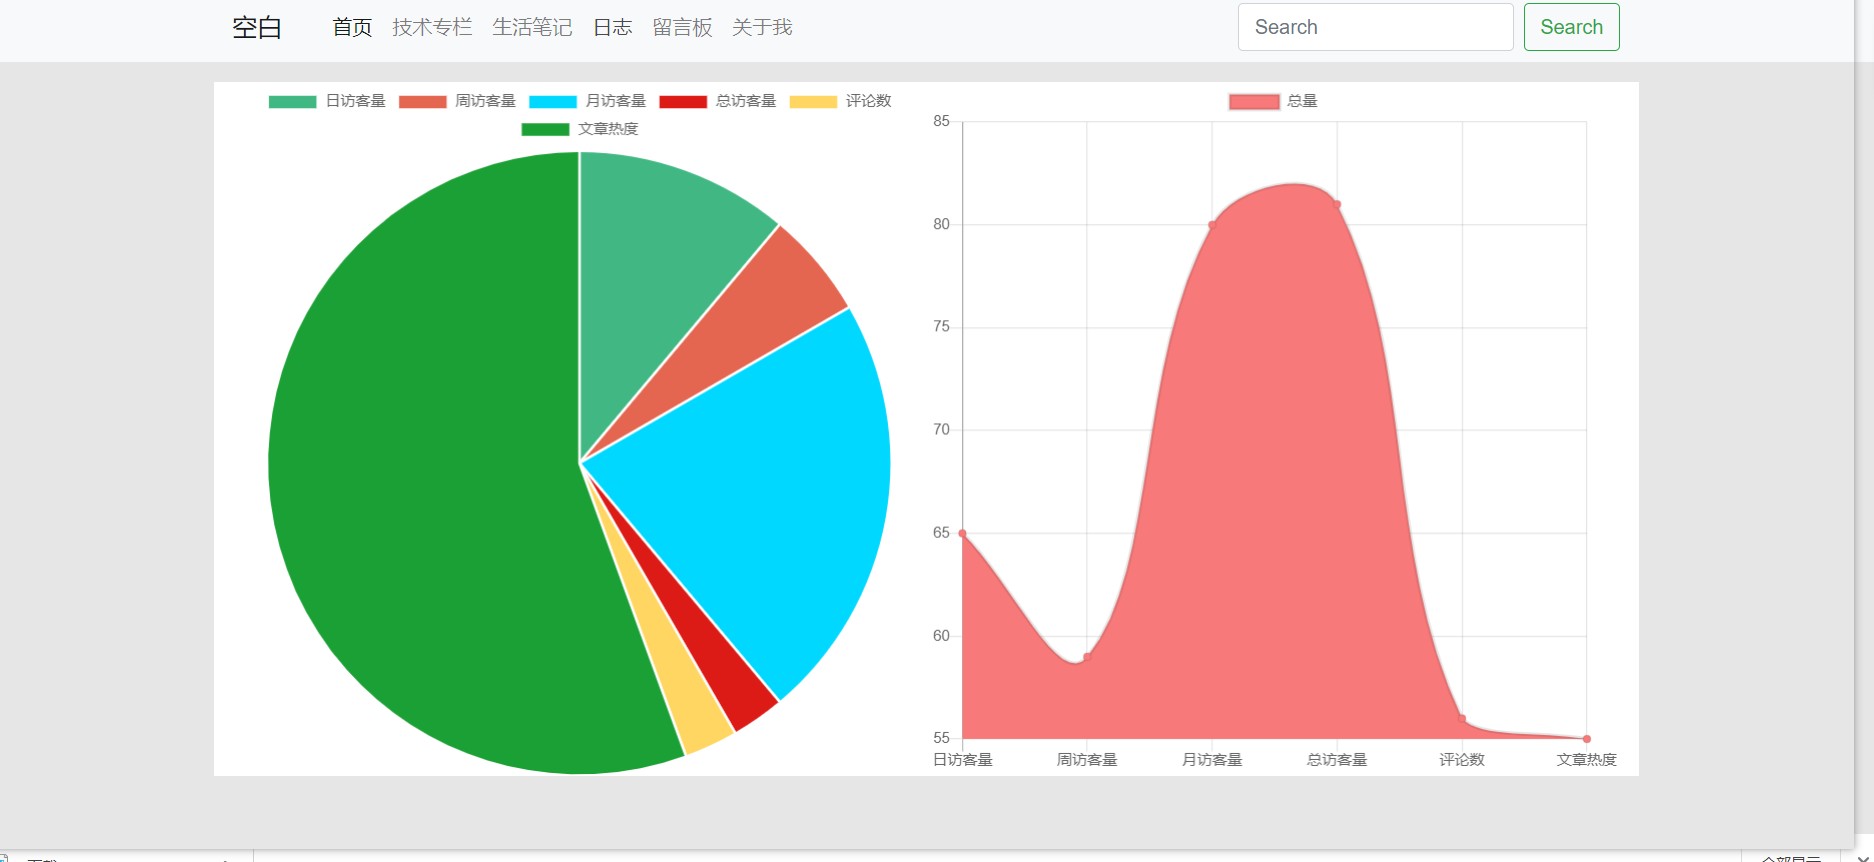 空白 首页 技术专栏 生活笔记 日志 留言板 关于我 Search Search
日访客量 周访客量 月访客量 总访客量 评论数
文章热度
总量
85
80
75
70
65
60
55
日访客量 周访客量 月访客量 总访客量 评论数 文章热度
全部显示